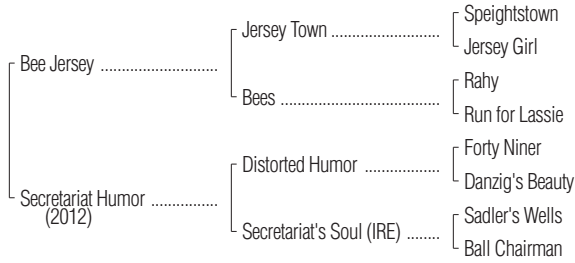 Speightstown
Jersey Town ....................
Jersey Girl
Bee Jersey .....................
Rahy
Bees .............................
Run for Lassie
Forty Niner
Distorted Humor .............
Danzig's Beauty
Secretariat Humor ............
(2012)
Sadler's Wells
Secretariat's Soul (IRE) ......
Ball Chairman